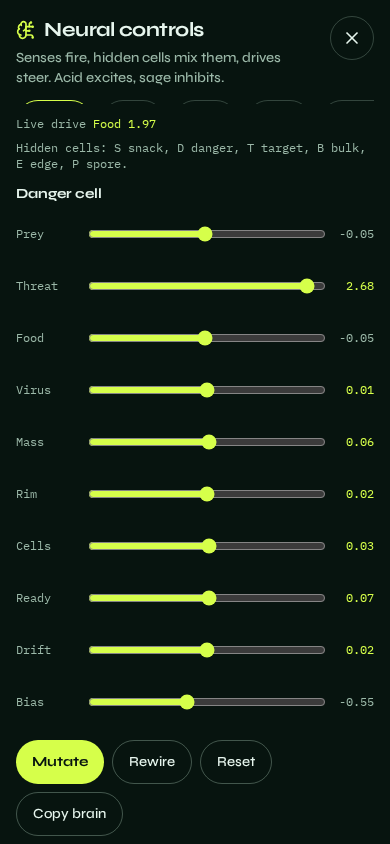 Neural controls
Senses fire, hidden cells mix them, drives
steer. Acid excites, sage inhibits.
Live drive Food 1.97
Hidden cells: S snack, D danger, T target, B bulk,
E edge, P spore.
Danger cell
Prey -0.05
Threat 2.68
Food -0.05
Virus 0.01
Mass 0.06
Rim 0.02
Cells 0.03
Ready 0.07
Drift 0.02
Bias -0.55
Mutate Rewire Reset
Copy brain